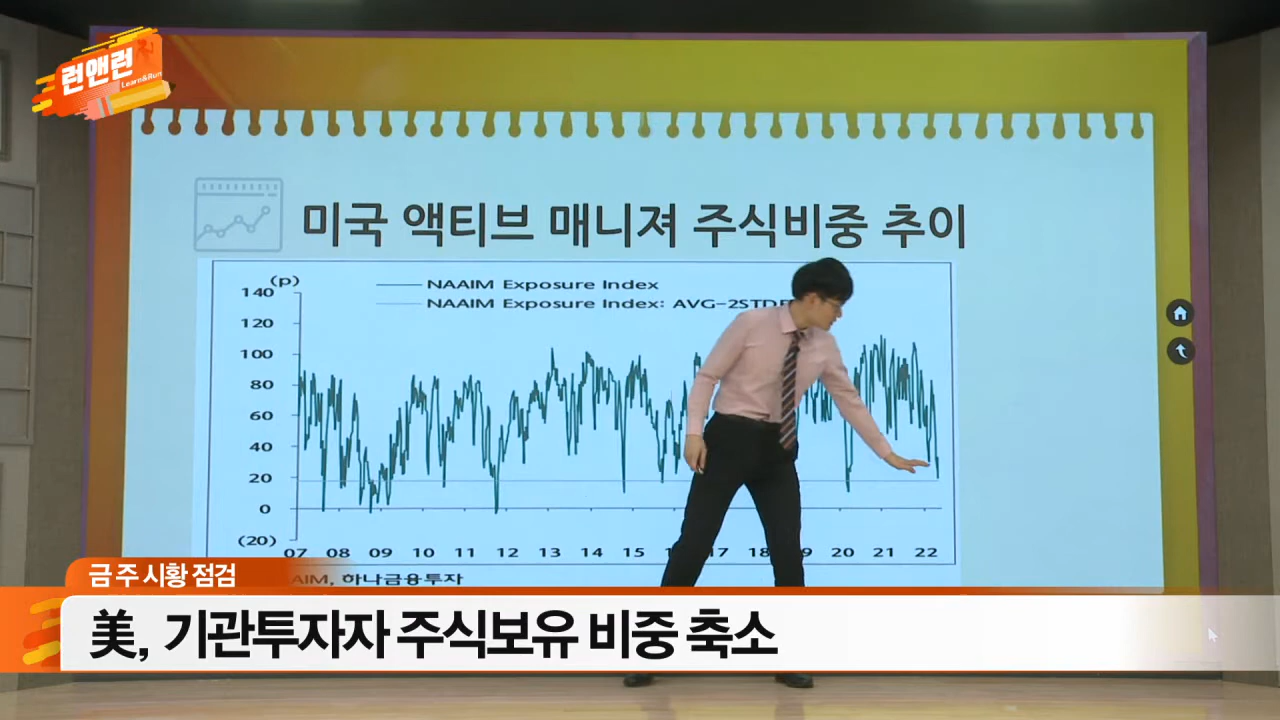 런앤런
Learn&Run
미국 액티브 매니져 주식비중 추이
(p)
NAAIM Exposure Index
NAAIM Exposure Index: AVG-2STDE
140
120
100
80
60
40
20
0
(20)
07 08 09 10 11 12 13 14 15 17 18 9 20 21 22
AIM, 하나금융투자
금주 시황 점검
美, 기관투자자 주식보유 비중 축소